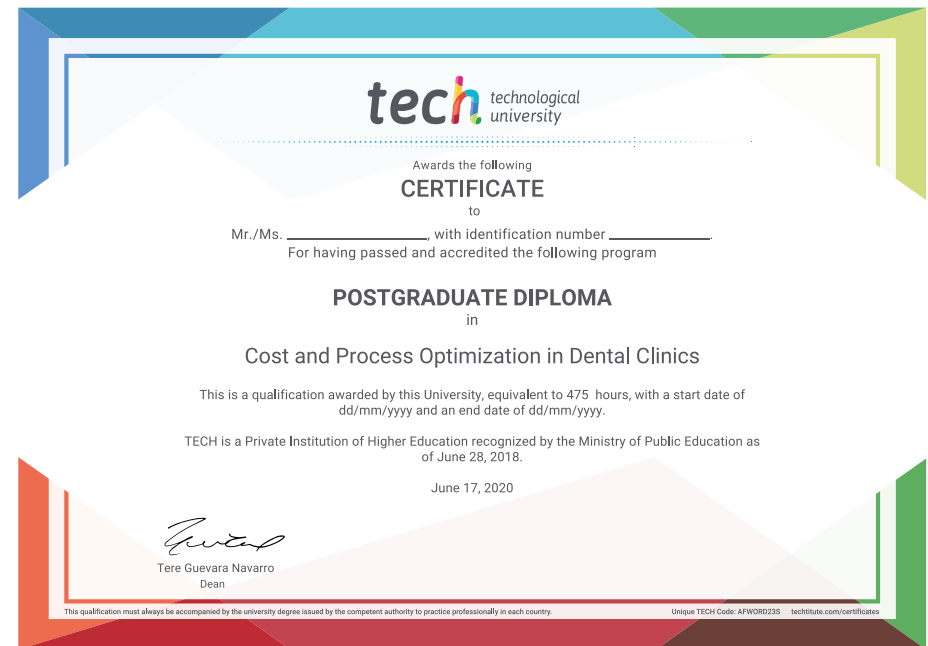 tech technological
university
Awards the following
CERTIFICATE
to
Mr./Ms. ____________________, with identification number ______________.
For having passed and accredited the following program
POSTGRADUATE DIPLOMA
in
Cost and Process Optimization in Dental Clinics
This is a qualification awarded by this University, equivalent to 475 hours, with a start date of
dd/mm/yyyy and an end date of dd/mm/yyyy.
TECH is a Private Institution of Higher Education recognized by the Ministry of Public Education as
of June 28, 2018.
June 17, 2020
Tere Guevara Navarro
Dean
This qualification must always be accompanied by the university degree issued by the competent authority to practice professionally in each country. Unique TECH Code: AFWORD23S techtitute.com/certificates